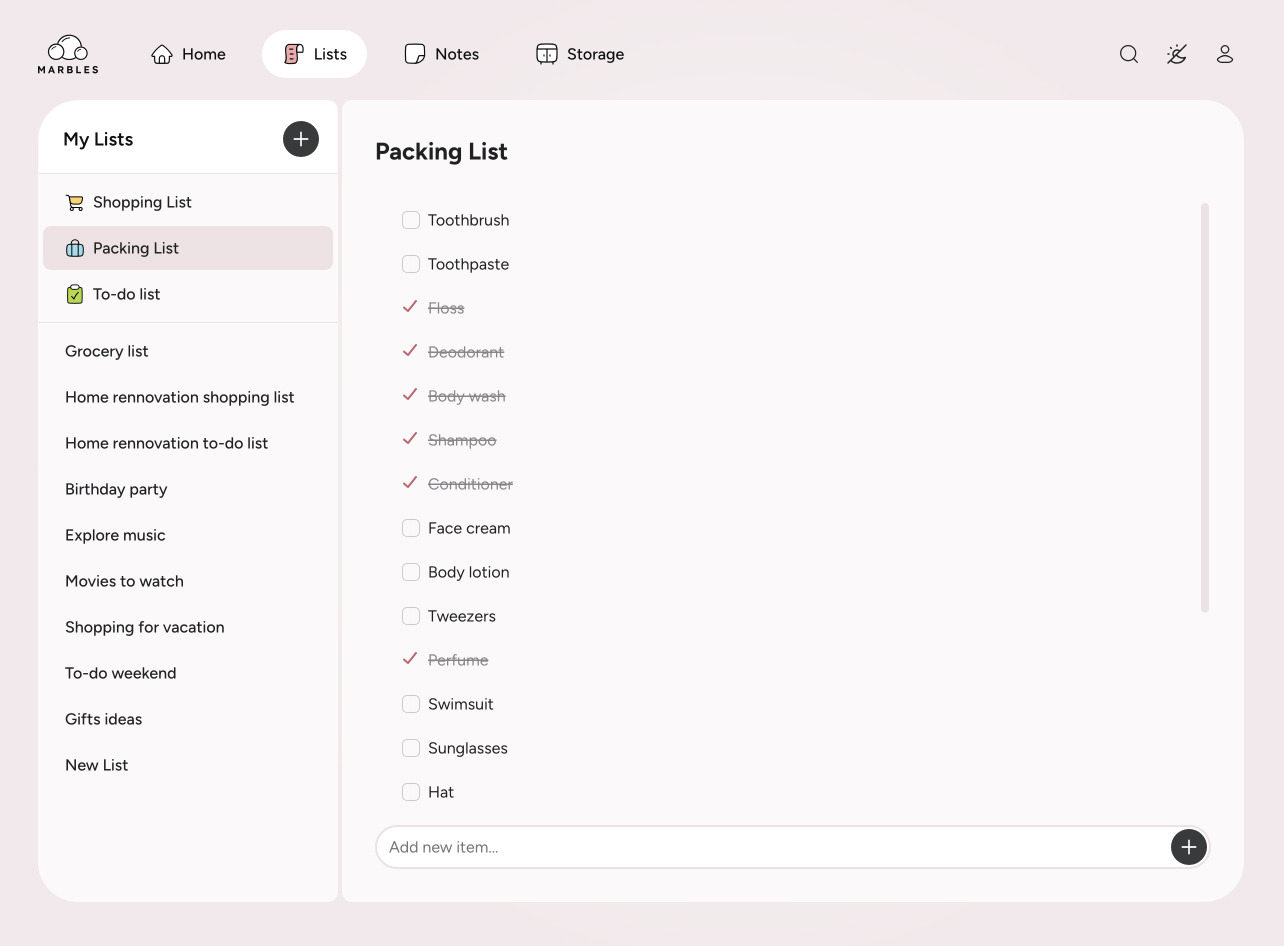 MARBLES
Home
Lists
Notes
Storage
My Lists
Shopping List
Packing List
To-do list
Grocery list
Home rennovation shopping list
Home rennovation to-do list
Birthday party
Explore music
Movies to watch
Shopping for vacation
To-do weekend
Gifts ideas
New List
Packing List
Toothbrush
Toothpaste
Floss
Deodorant
Body wash
Shampoo
Conditioner
Face cream
Body lotion
Tweezers
Perfume
Swimsuit
Sunglasses
Hat
Add new item...